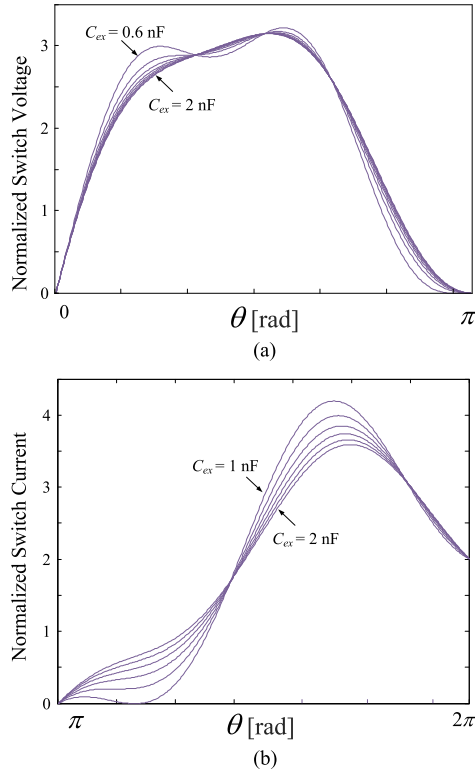 Normalized Switch Voltage
3
2
1
0
C_ex = 0.6 nF
C_ex = 2 nF
0
θ [rad]
π
(a)
Normalized Switch Current
4
3
2
1
0
C_ex = 1 nF
C_ex = 2 nF
π
θ [rad]
2π
(b)